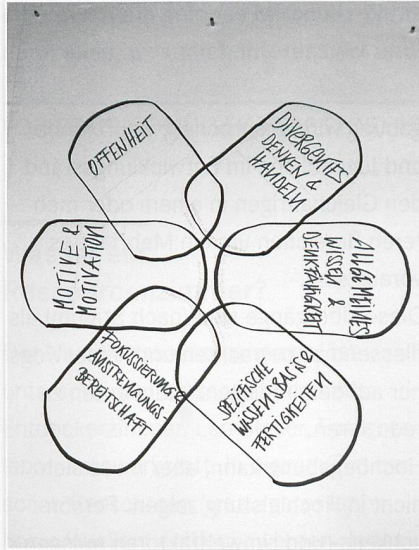 OFFENHEIT
DIVERGENTES
DENKEN &
HANDELN
ALLGEMEINES
WISSEN &
DENKFÄHIGKEIT
SPEZIFISCHE
WISSENSBASIS &
FERTIGKEITEN
FOKUSSIERUNG &
ANSTRENGUNGS-
BEREITSCHAFT
MOTIVE &
MOTIVATION